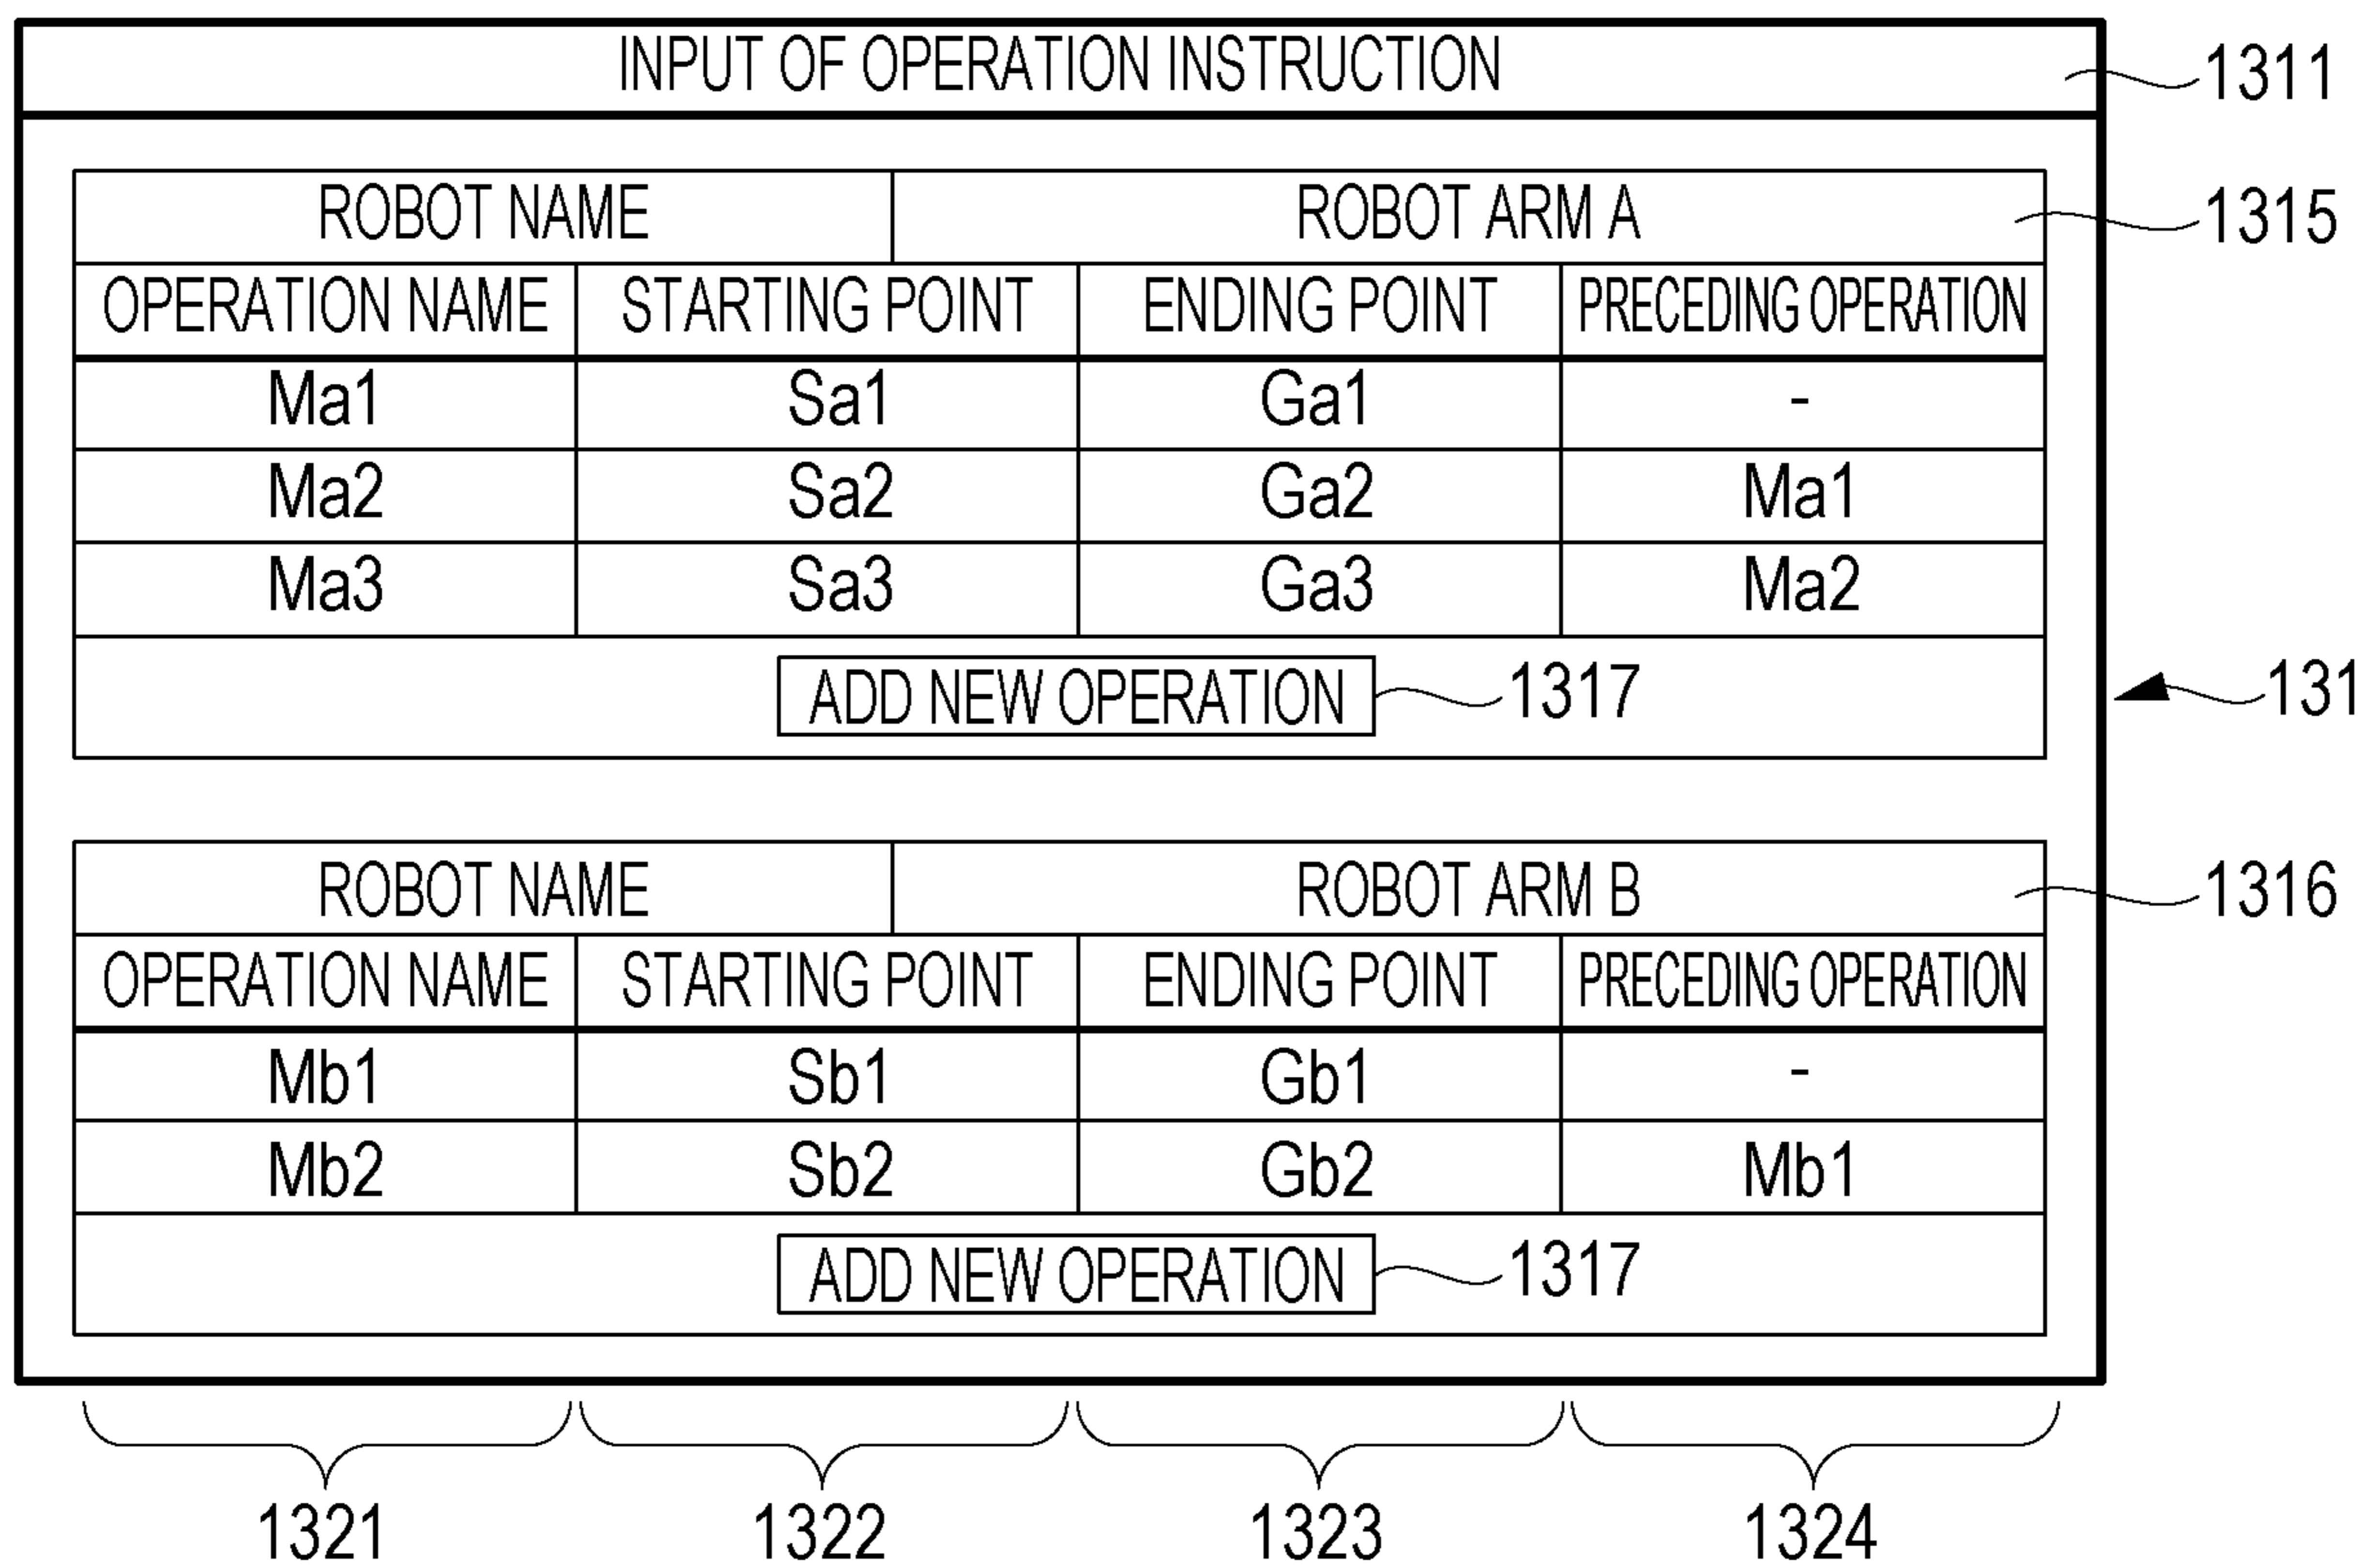 INPUT OF OPERATION INSTRUCTION 1311
ROBOT NAME ROBOT ARM A 1315
OPERATION NAME STARTING POINT ENDING POINT PRECEDING OPERATION
Ma1 Sa1 Ga1 -
Ma2 Sa2 Ga2 Ma1
Ma3 Sa3 Ga3 Ma2
ADD NEW OPERATION 1317 131
ROBOT NAME ROBOT ARM B 1316
OPERATION NAME STARTING POINT ENDING POINT PRECEDING OPERATION
Mb1 Sb1 Gb1 -
Mb2 Sb2 Gb2 Mb1
ADD NEW OPERATION 1317
1321 1322 1323 1324